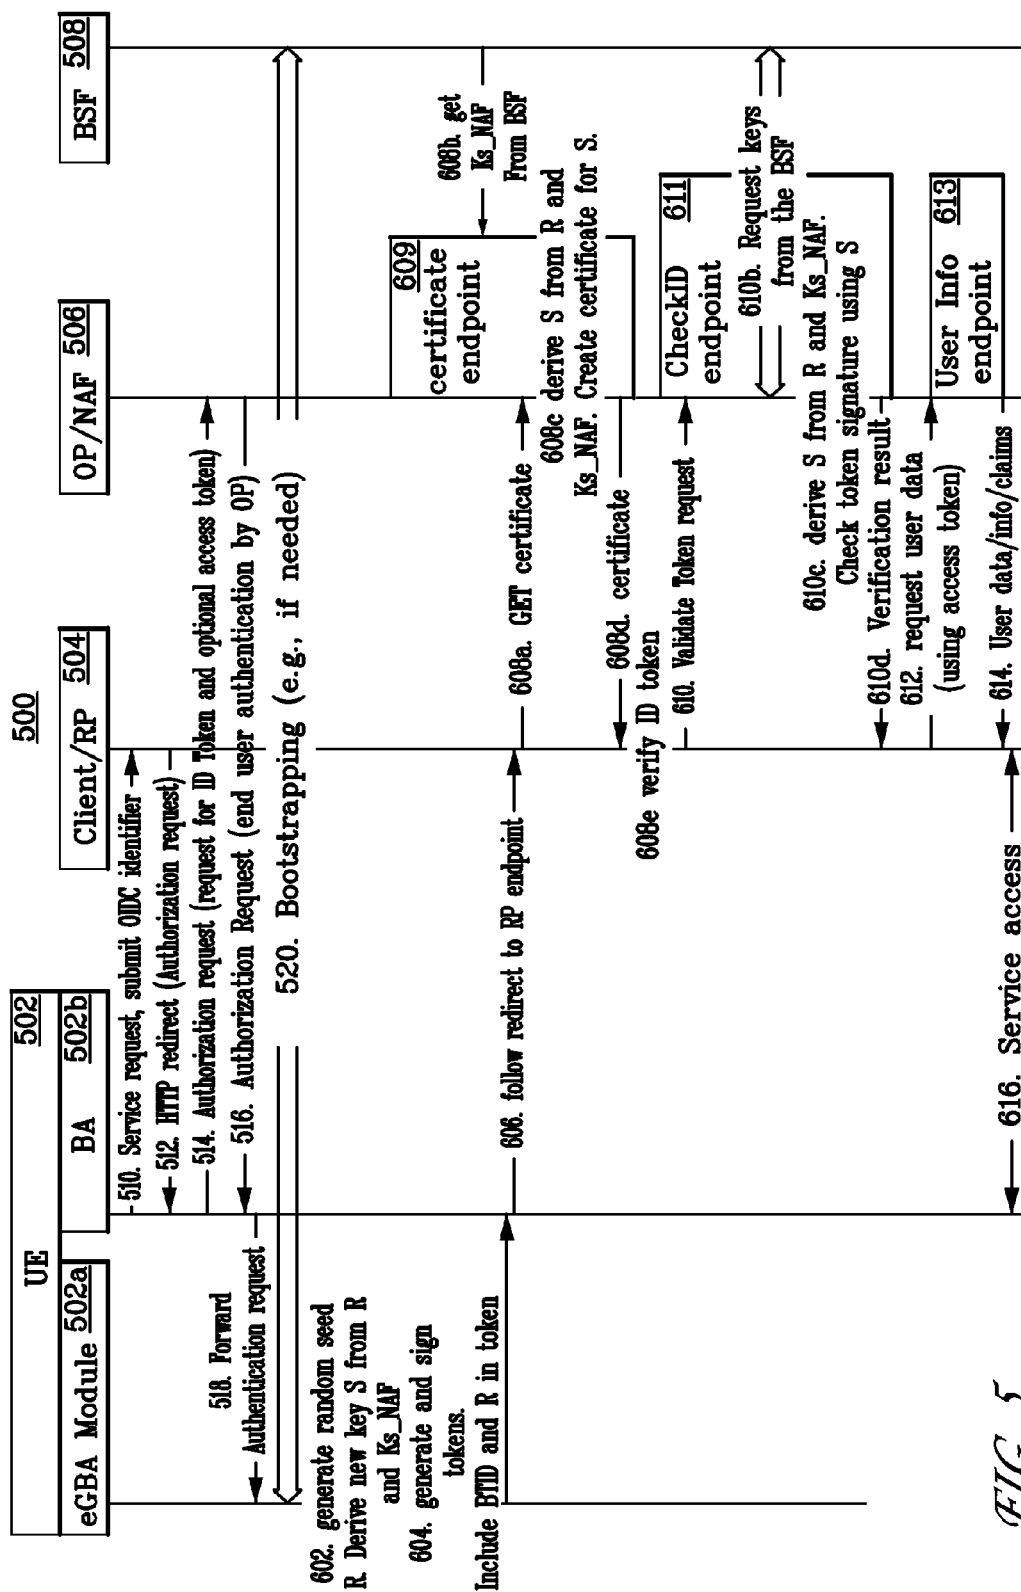 500
UE 502
eGBA Module 502a
BA 502b
Client/RP 504
OP/NAF 506
BSF 508
510. Service request, submit OIDC identifier
512. HTTP redirect (Authorization request)
514. Authorization request (request for ID Token and optional access token)
516. Authorization Request (end user authentication by OP)
518. Forward
Authentication request
520. Bootstrapping (e.g., if needed)
602. generate random seed
R. Derive new key S from R
and Ks_NAF
604. generate and sign
tokens.
Include BTID and R in token
606. follow redirect to RP endpoint
608a. GET certificate
certificate 609
endpoint
608b. get
Ks_NAF
From BSF
608c derive S from R and
Ks_NAF. Create certificate for S.
608d. certificate
608e verify ID token
610. Validate Token request
CheckID 611
endpoint
610b. Request keys
from the BSF
610c. derive S from R and Ks_NAF.
Check token signature using S
610d. Verification result
612. request user data
(using access token)
User Info 613
endpoint
614. User data/info/claims
616. Service access
FIG. 5